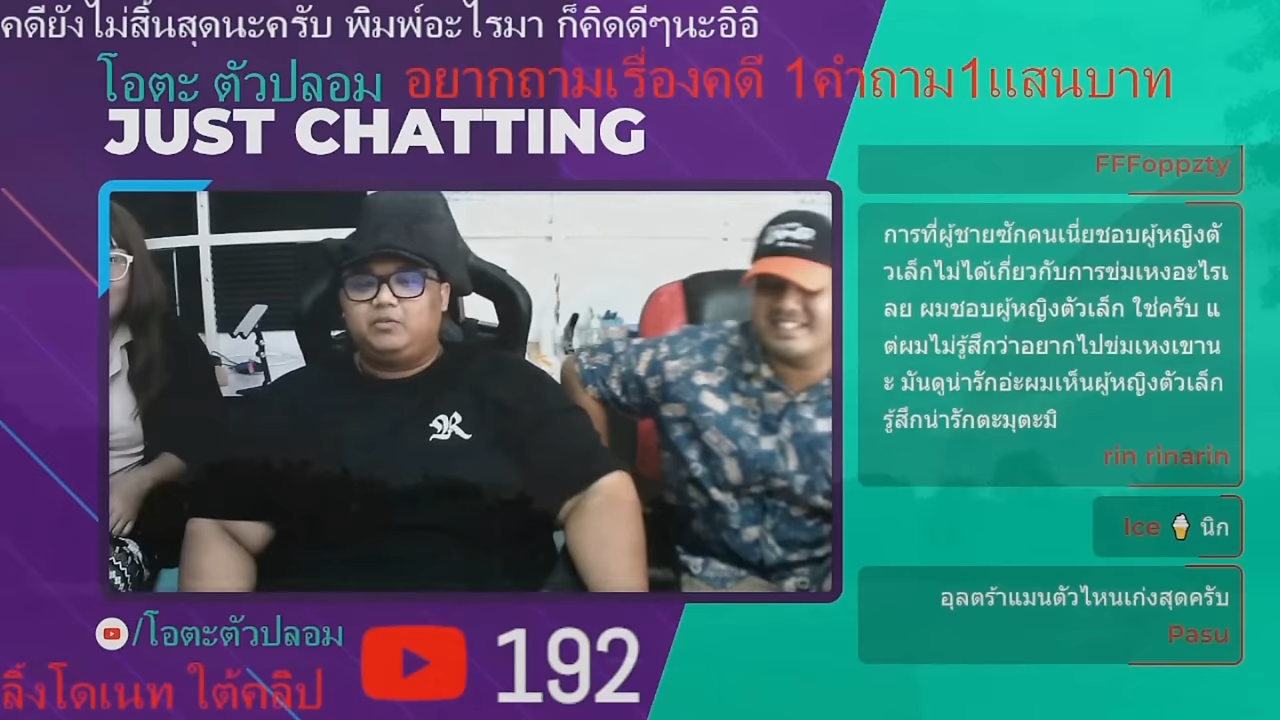 คดียังไม่สิ้นสุดนะครับ พิมพ์อะไรมา ก็คิดดีๆนะอิอิ
โอตะ ตัวปลอม อยากถามเรื่องคดี 1คำถาม1แสนบาท
JUST CHATTING
FFFoppzty
การที่ผู้ชายซักคนเนี่ยชอบผู้หญิงตั
วเล็กไม่ได้เกี่ยวกับการข่มเหงอะไรเ
ลย ผมชอบผู้หญิงตัวเล็ก ใช่ครับ แ
ต่ผมไม่รู้สึกว่าอยากไปข่มเหงเขาน
ะ มันดูน่ารักอ่ะผมเห็นผู้หญิงตัวเล็ก
รู้สึกน่ารักตะมุตะมิ
rin rinarin
Ice 🍦 นิก
อุลตร้าแมนตัวไหนเก่งสุดครับ
Pasu
/โอตะตัวปลอม
192
ลิ้งโดเนท ใต้คลิป